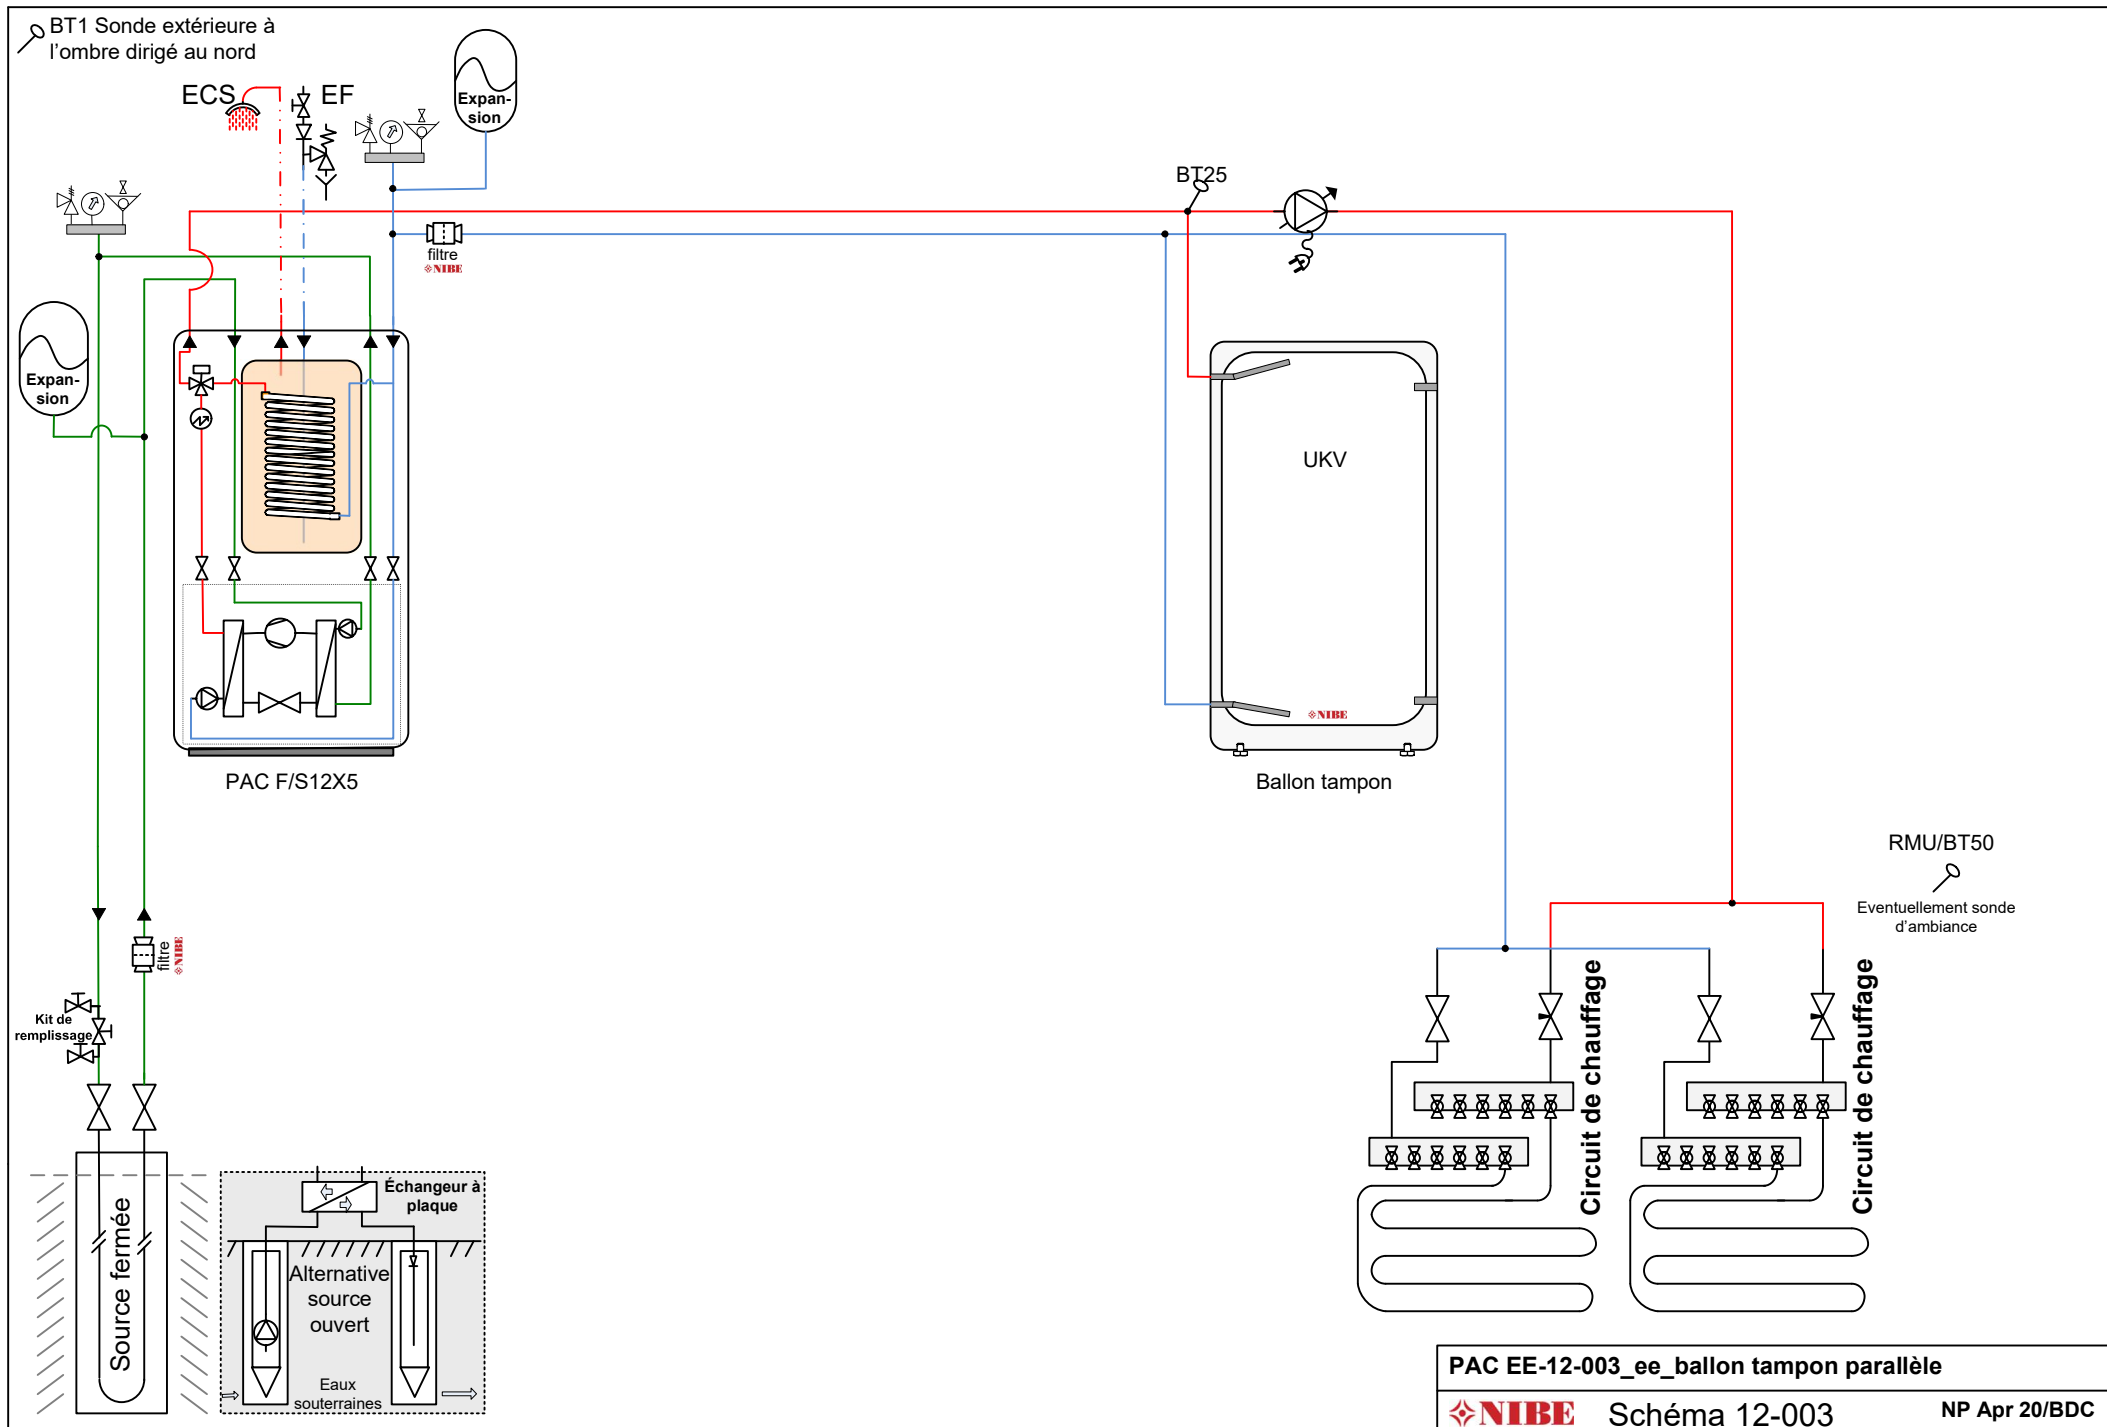 BT1 Sonde extérieure à
l'ombre dirigé au nord
ECS
EF
Expan-
sion
BT25
filtre
NIBE
Expan-
sion
UKV
NIBE
PAC F/S12X5
Ballon tampon
RMU/BT50
Eventuellement sonde
d'ambiance
filtre
NIBE
Kit de
remplissage
Circuit de chauffage
Circuit de chauffage
Source fermée
Échangeur à
plaque
Alternative
source
ouvert
Eaux
souterraines
PAC EE-12-003_ee_ballon tampon parallèle
NIBE Schéma 12-003 NP Apr 20/BDC